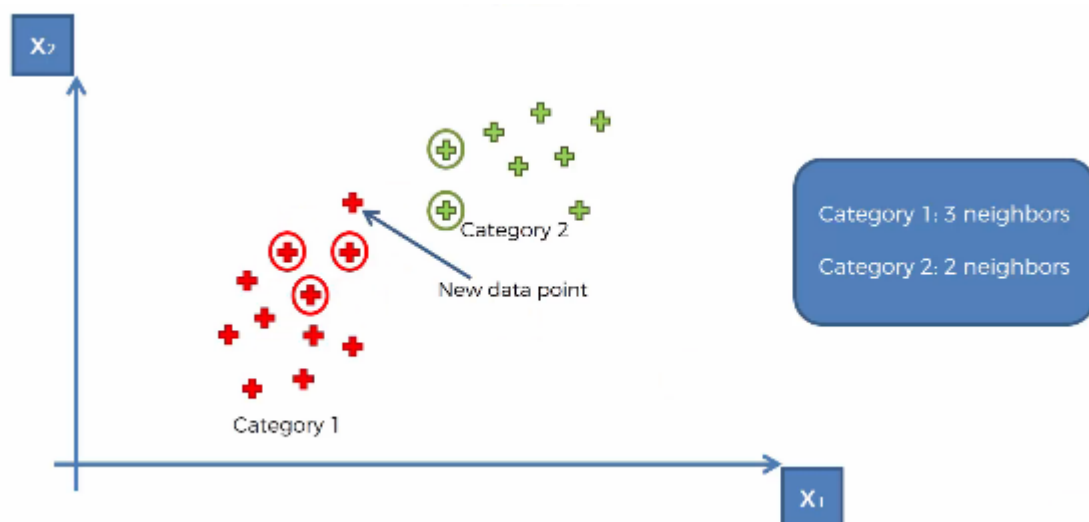 X₂
Category 2
New data point
Category 1: 3 neighbors
Category 2: 2 neighbors
Category 1
X₁